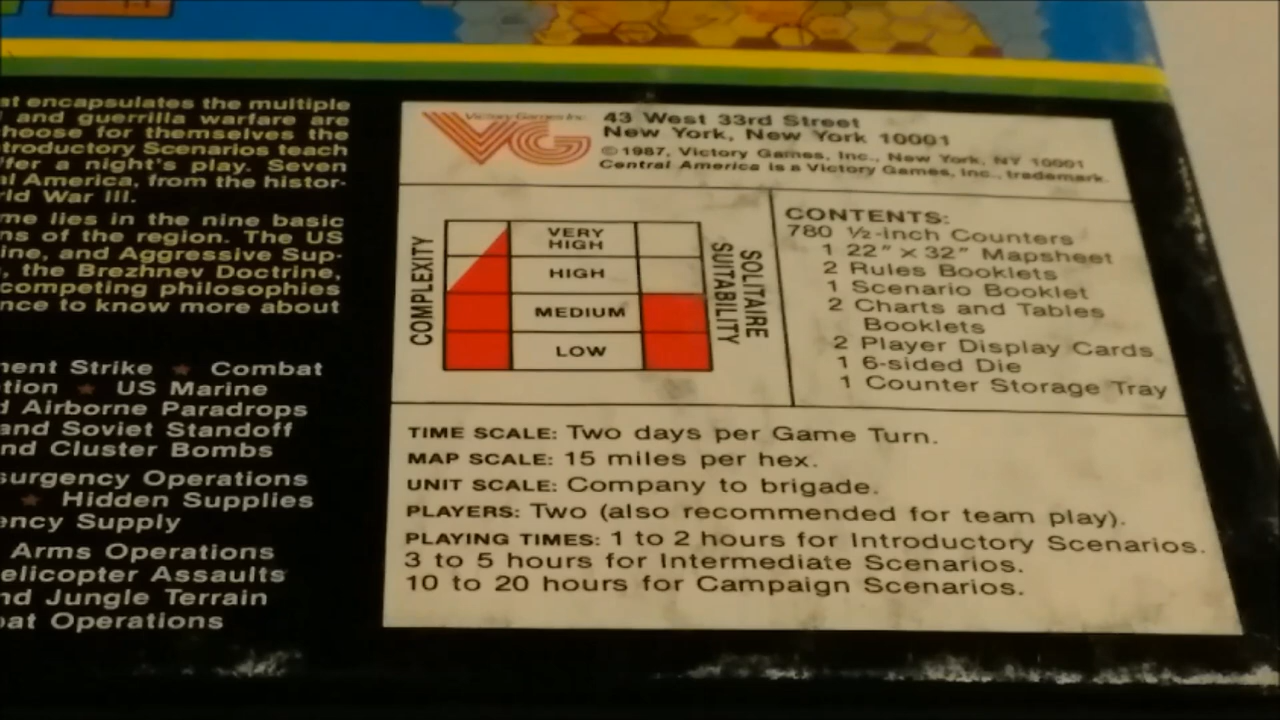 at encapsulates the multiple
and guerrilla warfare are
hoose for themselves the
troductory Scenarios teach
fer a night's play. Seven
al America, from the histor-
ld War III.
me lies in the nine basic
ns of the region. The US
ine, and Aggressive Sup-
, the Brezhnev Doctrine,
competing philosophies
nce to know more about
ment Strike ★ Combat
tion ★ US Marine
d Airborne Paradrops
and Soviet Standoff
nd Cluster Bombs
surgency Operations
★ Hidden Supplies
ency Supply
Arms Operations
elicopter Assaults
nd Jungle Terrain
bat Operations
Victory Games Inc.
VG
43 West 33rd Street
New York, New York 10001
©1987, Victory Games, Inc., New York, NY 10001
Central America is a Victory Games, Inc., trademark.
COMPLEXITY
VERY
HIGH
HIGH
MEDIUM
LOW
SOLITAIRE
SUITABILITY
CONTENTS:
780 ½-inch Counters
1 22" × 32" Mapsheet
2 Rules Booklets
1 Scenario Booklet
2 Charts and Tables
Booklets
2 Player Display Cards
1 6-sided Die
1 Counter Storage Tray
TIME SCALE: Two days per Game Turn.
MAP SCALE: 15 miles per hex.
UNIT SCALE: Company to brigade.
PLAYERS: Two (also recommended for team play).
PLAYING TIMES: 1 to 2 hours for Introductory Scenarios.
3 to 5 hours for Intermediate Scenarios.
10 to 20 hours for Campaign Scenarios.